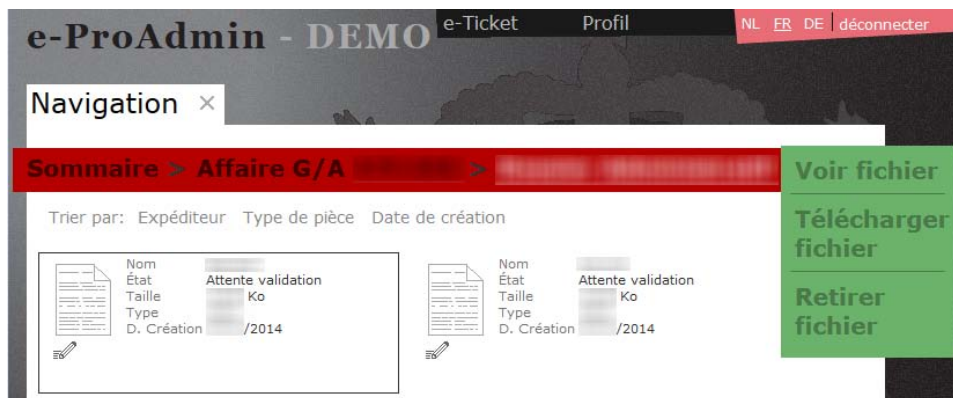 e-ProAdmin - DEMO
e-Ticket Profil
NL FR DE déconnecter
Navigation ×
Sommaire > Affaire G/A >
Voir fichier
Télécharger
fichier
Retirer
fichier
Trier par: Expéditeur Type de pièce Date de création
Nom
État Attente validation
Taille Ko
Type
D. Création /2014
Nom
État Attente validation
Taille Ko
Type
D. Création /2014